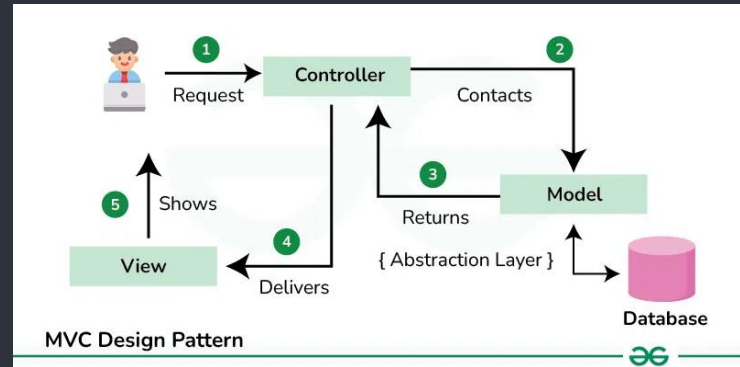 1
Request
Controller
2
Contacts
3
Returns
Model
{ Abstraction Layer }
Database
4
Delivers
View
5
Shows
MVC Design Pattern